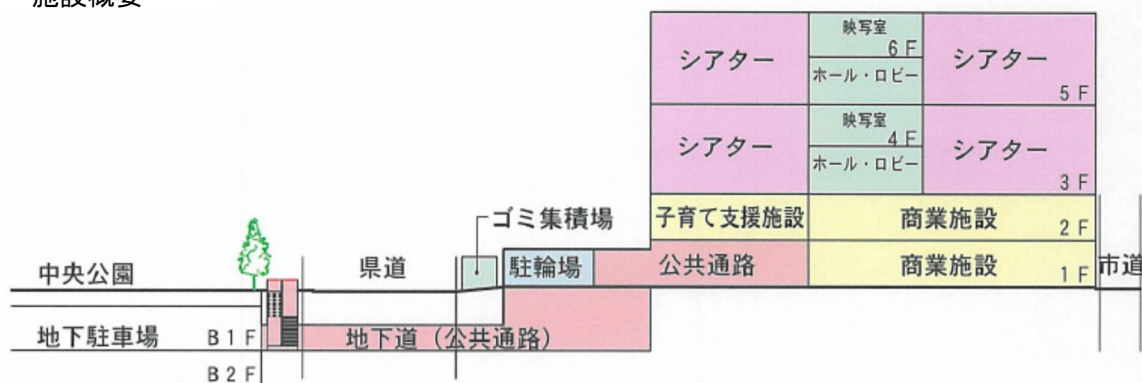 施設概要
シアター
映写室
6F
ホール・ロビー
シアター
5F
シアター
映写室
4F
ホール・ロビー
シアター
3F
ゴミ集積場
子育て支援施設
商業施設
2F
中央公園
県道
駐輪場
公共通路
商業施設
1F
市道
地下駐車場
B1F
地下道（公共通路）
B2F